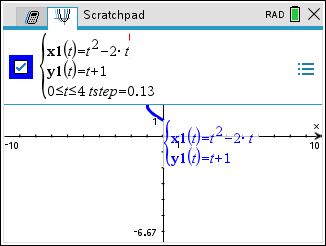 Scratchpad
RAD
x1(t)=t²−2· t
y1(t)=t+1
0≤t≤4 tstep=0.13
1
x
-10
1
10
x1(t)=t²−2· t
y1(t)=t+1
-6.67